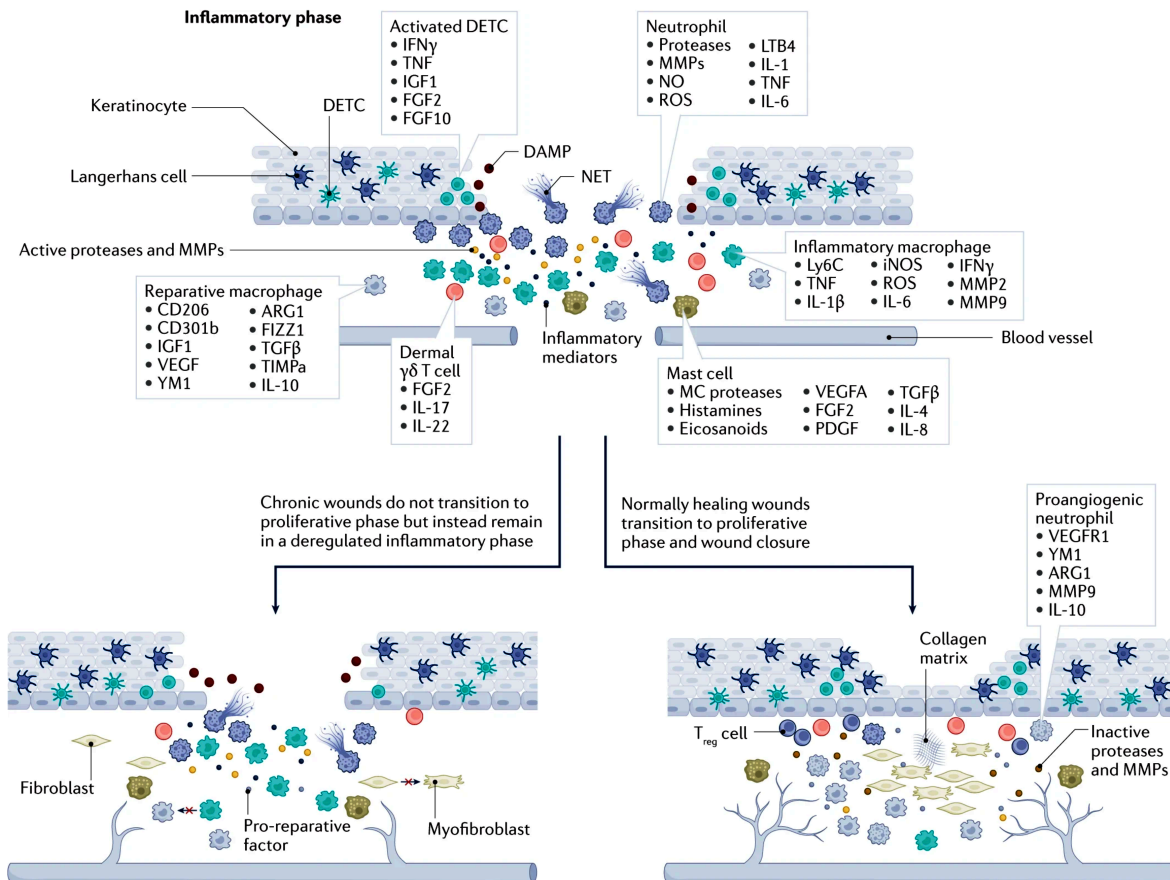 Inflammatory phase
Activated DETC
• IFNγ
• TNF
• IGF1
• FGF2
• FGF10
Neutrophil
• Proteases
• MMPs
• NO
• ROS
• LTB4
• IL-1
• TNF
• IL-6
Keratinocyte
DETC
Langerhans cell
DAMP
NET
Active proteases and MMPs
Inflammatory macrophage
• Ly6C
• TNF
• IL-1β
• iNOS
• ROS
• IL-6
• IFNγ
• MMP2
• MMP9
Reparative macrophage
• CD206
• CD301b
• IGF1
• VEGF
• YM1
• ARG1
• FIZZ1
• TGFβ
• TIMPa
• IL-10
Dermal
γδ T cell
• FGF2
• IL-17
• IL-22
Inflammatory
mediators
Blood vessel
Mast cell
• MC proteases
• Histamines
• Eicosanoids
• VEGFA
• FGF2
• PDGF
• TGFβ
• IL-4
• IL-8
Chronic wounds do not transition to
proliferative phase but instead remain
in a deregulated inflammatory phase
Normally healing wounds
transition to proliferative
phase and wound closure
Proangiogenic
neutrophil
• VEGFR1
• YM1
• ARG1
• MMP9
• IL-10
Collagen
matrix
Fibroblast
Pro-reparative
factor
Myofibroblast
Treg cell
Inactive
proteases
and MMPs